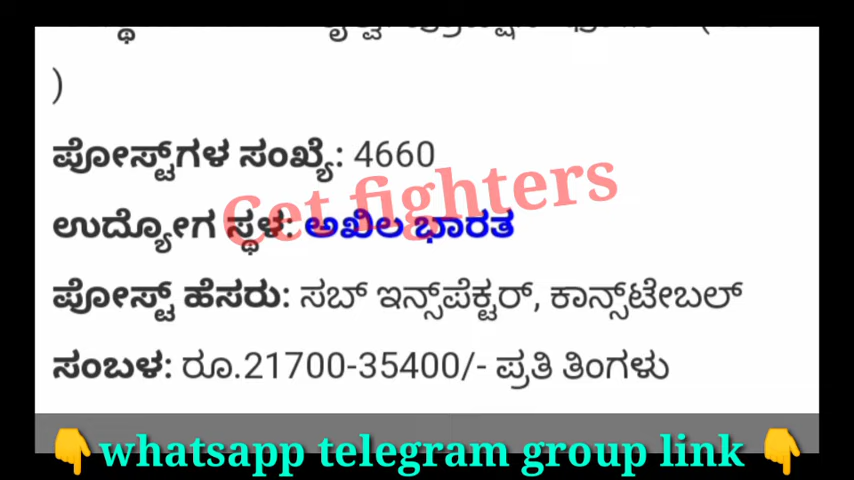 )
ಪೋಸ್ಟ್‌ಗಳ ಸಂಖ್ಯೆ: 4660
ಉದ್ಯೋಗ ಸ್ಥಳ: ಅಖಿಲ ಭಾರತ
Cet fighters
ಪೋಸ್ಟ್ ಹೆಸರು: ಸಬ್ ಇನ್ಸ್‌ಪೆಕ್ಟರ್, ಕಾನ್ಸ್‌ಟೇಬಲ್
ಸಂಬಳ: ರೂ.21700-35400/- ಪ್ರತಿ ತಿಂಗಳು
👇whatsapp telegram group link 👇